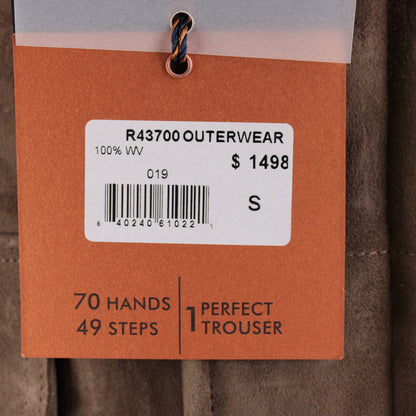 R43700 OUTERWEAR
100% WV
$ 1498
019
S
8 40240 61022 1
70 HANDS
49 STEPS
1 PERFECT
TROUSER